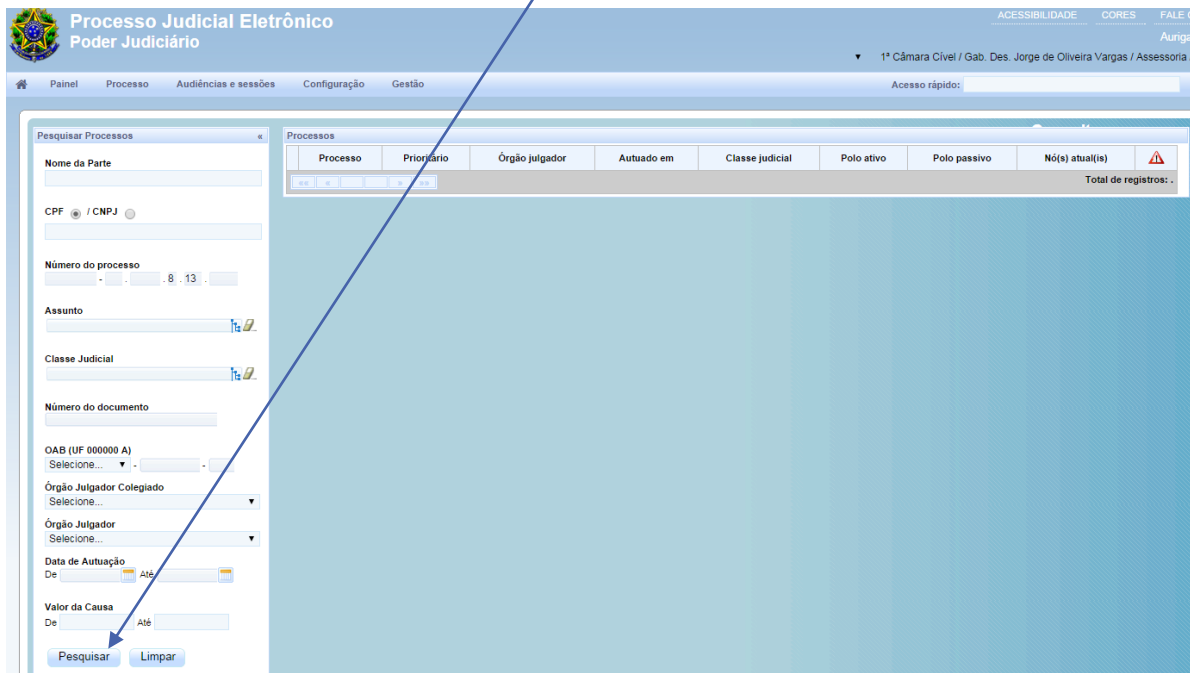 Processo Judicial Eletrônico
Poder Judiciário
ACESSIBILIDADE CORES FALE
Auriga
▼ 1ª Câmara Cível / Gab. Des. Jorge de Oliveira Vargas / Assessoria
Painel Processo Audiências e sessões Configuração Gestão Acesso rápido:
Pesquisar Processos «
Nome da Parte
CPF / CNPJ
Número do processo
- . . 8 . 13 .
Assunto
Classe Judicial
Número do documento
OAB (UF 000000 A)
Selecione... ▼ - -
Órgão Julgador Colegiado
Selecione... ▼
Órgão Julgador
Selecione... ▼
Data de Autuação
De Até
Valor da Causa
De Até
Pesquisar Limpar
Processos
Processo Prioritário Órgão julgador Autuado em Classe judicial Polo ativo Polo passivo Nó(s) atual(is)
«« « » »» Total de registros: .